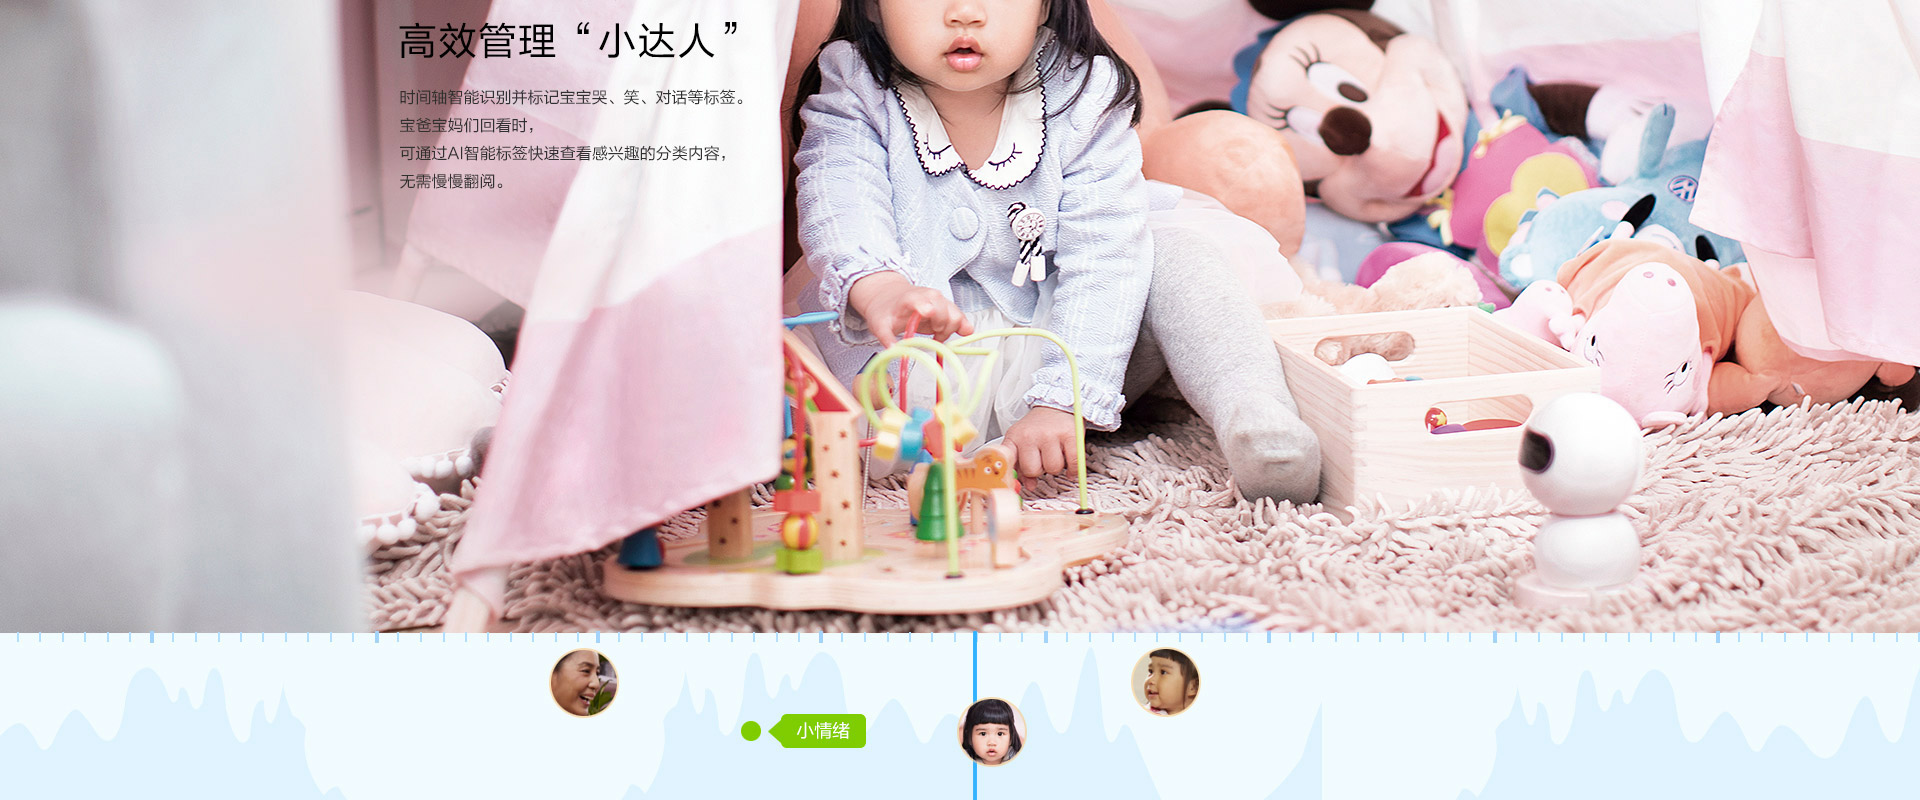 高效管理“小达人”
时间轴智能识别并标记宝宝哭、笑、对话等标签。
宝爸宝妈们回看时，
可通过AI智能标签快速查看感兴趣的分类内容，
无需慢慢翻阅。
小情绪